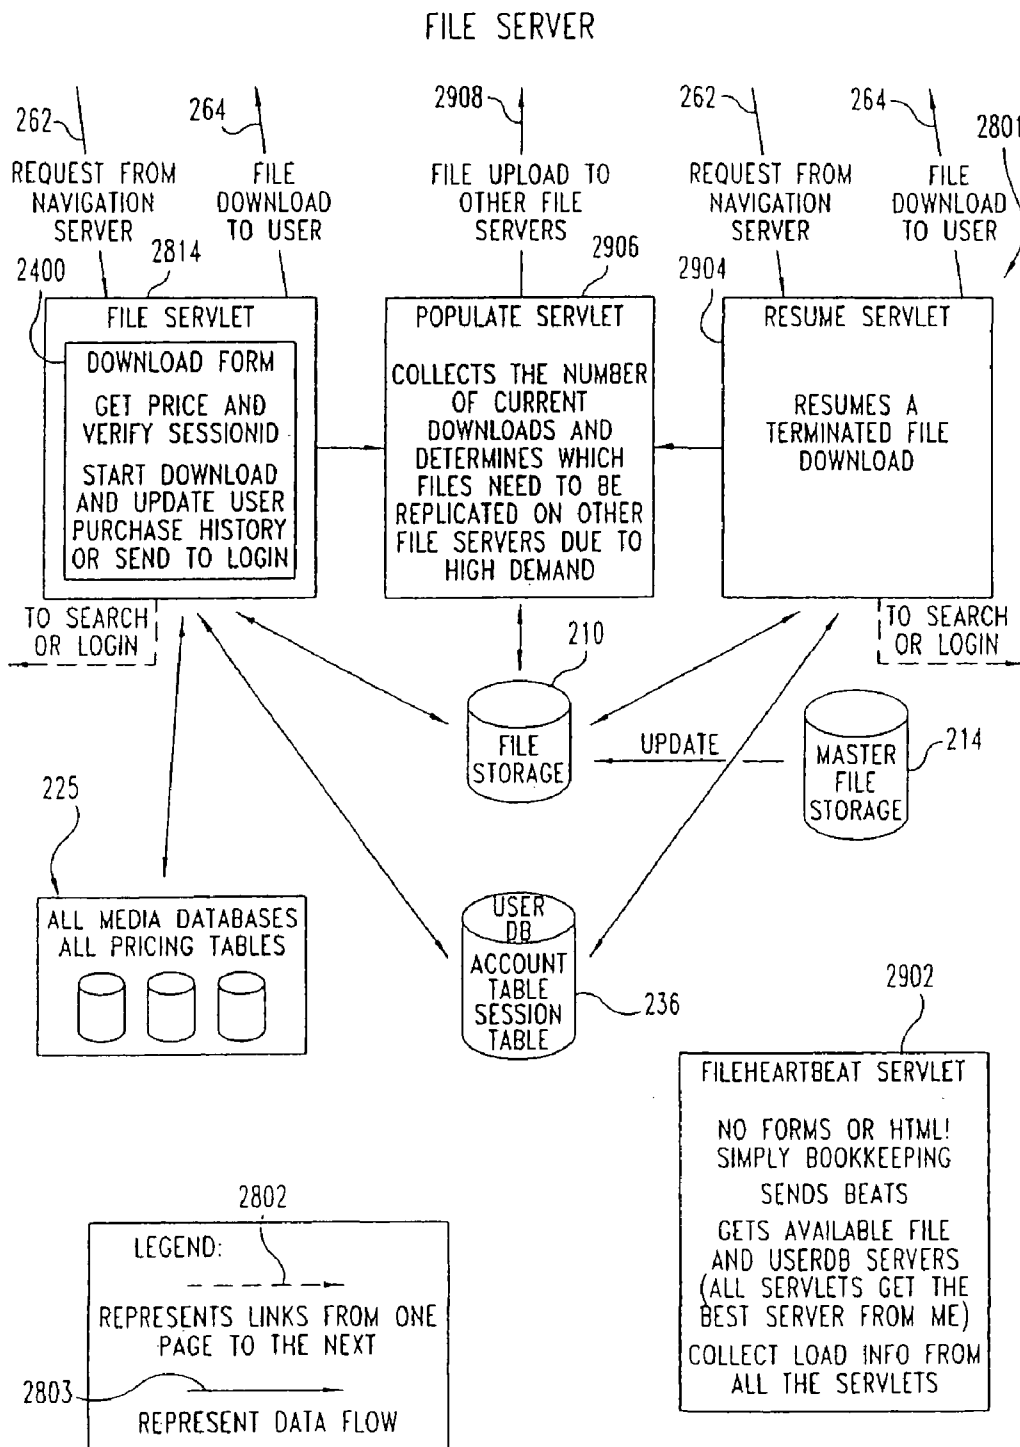 FILE SERVER
262
264
2908
262
264
2801
REQUEST FROM
NAVIGATION
SERVER
FILE
DOWNLOAD
TO USER
FILE UPLOAD TO
OTHER FILE
SERVERS
REQUEST FROM
NAVIGATION
SERVER
FILE
DOWNLOAD
TO USER
2400
2814
2906
2904
FILE SERVLET
DOWNLOAD FORM
GET PRICE AND
VERIFY SESSIONID
START DOWNLOAD
AND UPDATE USER
PURCHASE HISTORY
OR SEND TO LOGIN
POPULATE SERVLET
COLLECTS THE NUMBER
OF CURRENT
DOWNLOADS AND
DETERMINES WHICH
FILES NEED TO BE
REPLICATED ON OTHER
FILE SERVERS DUE TO
HIGH DEMAND
RESUME SERVLET
RESUMES A
TERMINATED FILE
DOWNLOAD
TO SEARCH
OR LOGIN
TO SEARCH
OR LOGIN
210
FILE
STORAGE
UPDATE
MASTER
FILE
STORAGE
214
225
ALL MEDIA DATABASES
ALL PRICING TABLES
USER
DB
ACCOUNT
TABLE
SESSION
TABLE
236
2902
FILEHEARTBEAT SERVLET
NO FORMS OR HTML!
SIMPLY BOOKKEEPING
SENDS BEATS
GETS AVAILABLE FILE
AND USERDB SERVERS
(ALL SERVLETS GET THE
BEST SERVER FROM ME)
COLLECT LOAD INFO FROM
ALL THE SERVLETS
2802
LEGEND:
REPRESENTS LINKS FROM ONE
PAGE TO THE NEXT
2803
REPRESENT DATA FLOW